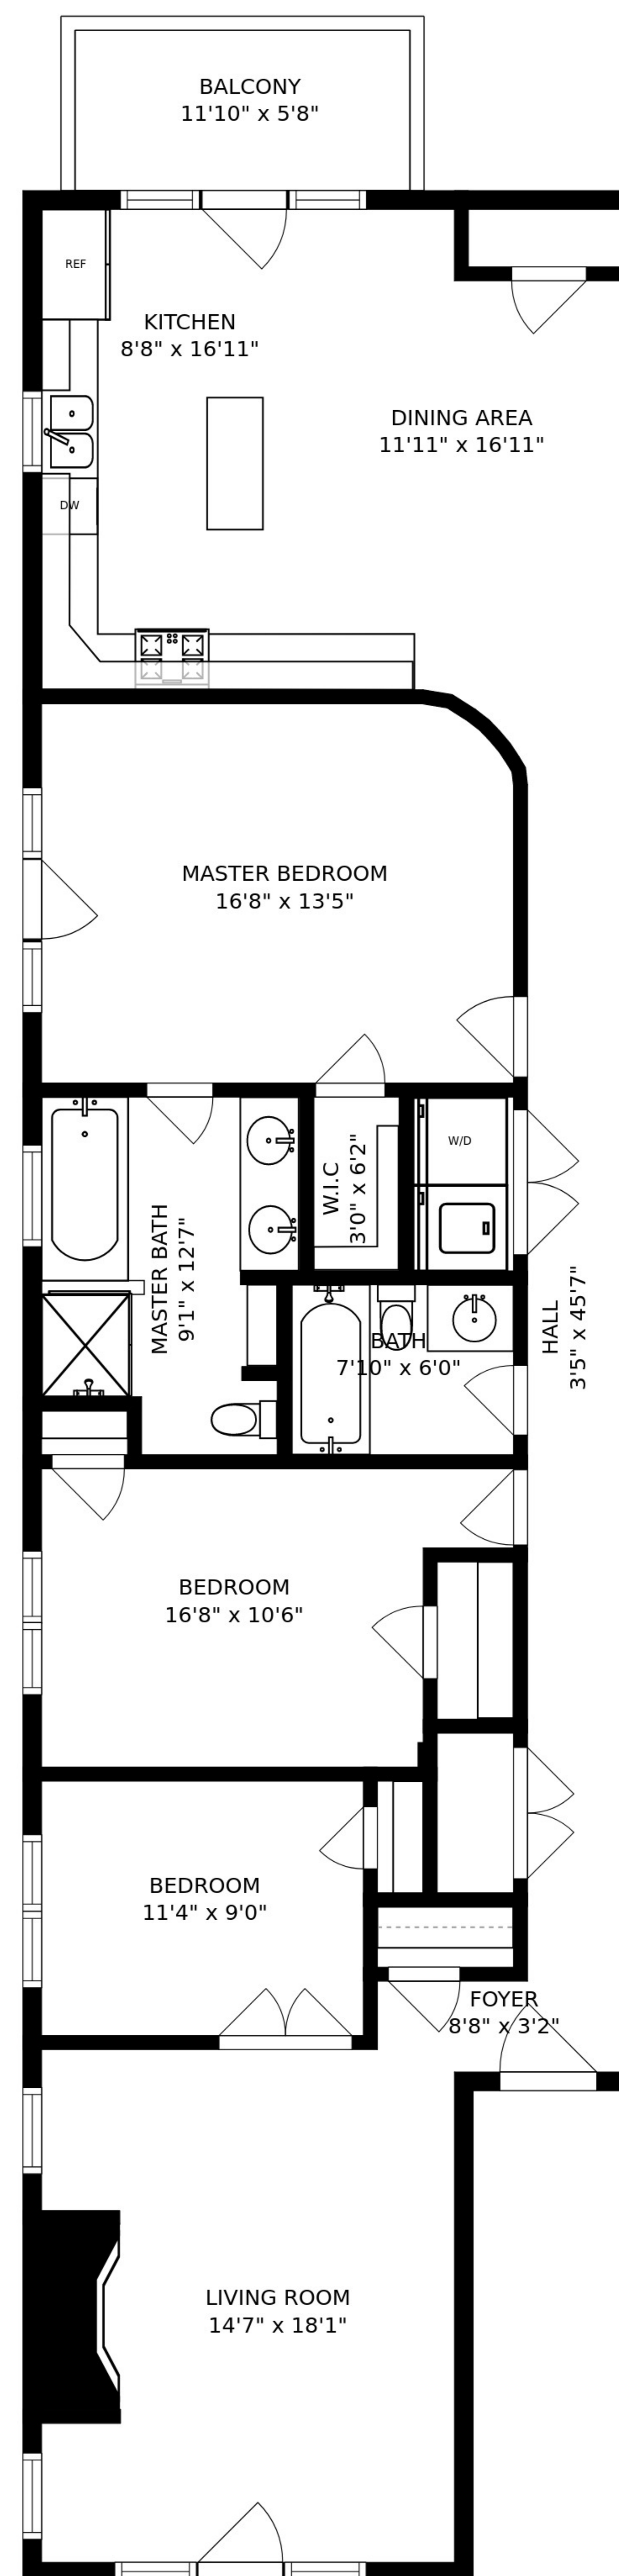 BALCONY
11'10" x 5'8"
REF
KITCHEN
8'8" x 16'11"
DINING AREA
11'11" x 16'11"
DW
MASTER BEDROOM
16'8" x 13'5"
W/D
W.I.C
3'0" x 6'2"
MASTER BATH
9'1" x 12'7"
BATH
7'10" x 6'0"
HALL
3'5" x 45'7"
BEDROOM
16'8" x 10'6"
BEDROOM
11'4" x 9'0"
FOYER
8'8" x 3'2"
LIVING ROOM
14'7" x 18'1"